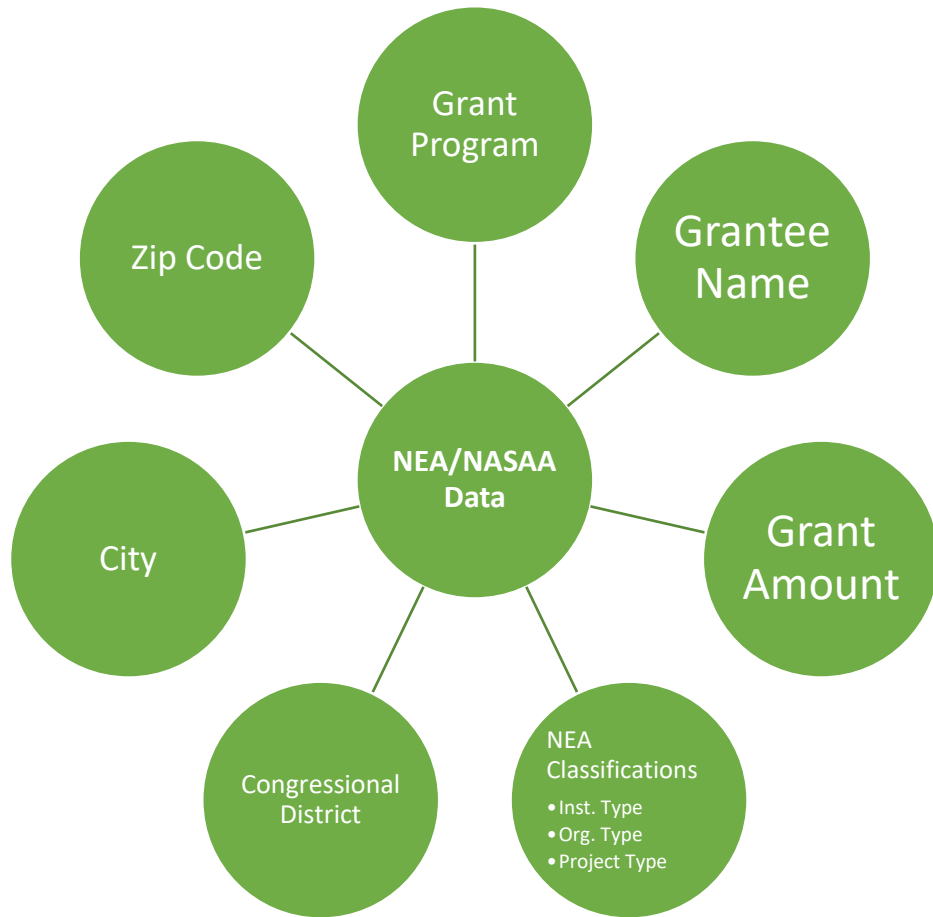 Grant
Program
Grantee
Name
Zip Code
NEA/NASAA
Data
Grant
Amount
City
NEA
Classifications
• Inst. Type
• Org. Type
• Project Type
Congressional
District